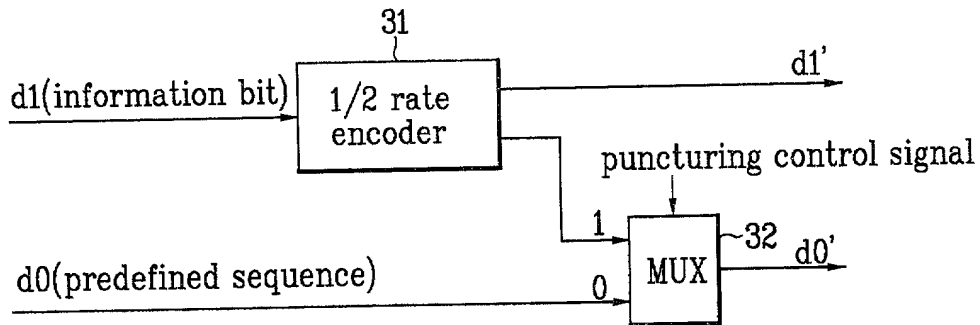 31
d1(information bit)
1/2 rate
encoder
d1'
puncturing control signal
1
32
MUX
d0'
d0(predefined sequence)
0